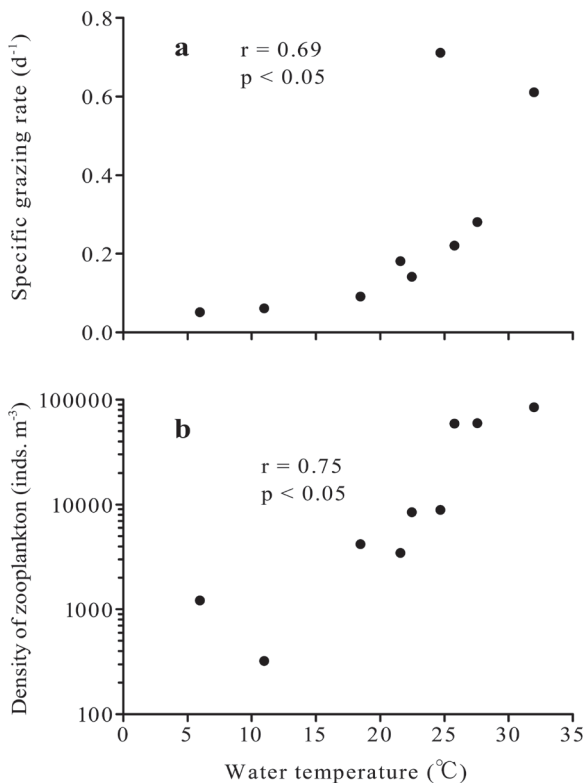 0.8
a
r = 0.69
p < 0.05
0.6
0.4
0.2
0.0
Specific grazing rate (d⁻¹)
100000
b
r = 0.75
p < 0.05
10000
1000
100
Density of zooplankton (inds. m⁻³)
0 5 10 15 20 25 30 35
Water temperature (℃)